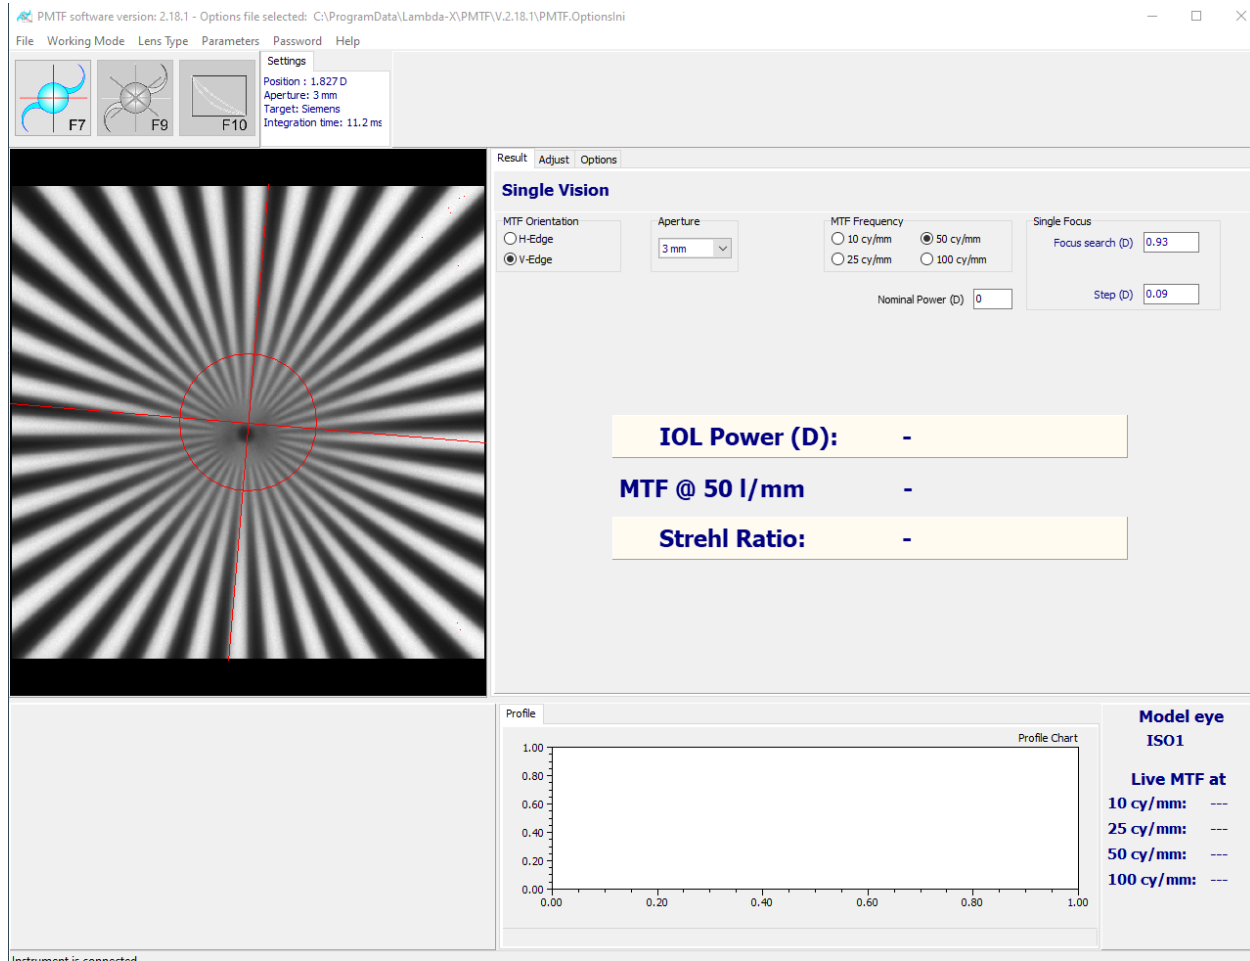 PMTF software version: 2.18.1 - Options file selected: C:\ProgramData\Lambda-X\PMTF\V.2.18.1\PMTF.OptionsIni
File Working Mode Lens Type Parameters Password Help
F7 F9 F10
Settings
Position : 1.827 D
Aperture: 3 mm
Target: Siemens
Integration time: 11.2 ms
Result Adjust Options
Single Vision
MTF Orientation
H-Edge
V-Edge
Aperture
3 mm
MTF Frequency
10 cy/mm 50 cy/mm
25 cy/mm 100 cy/mm
Nominal Power (D) 0
Single Focus
Focus search (D) 0.93
Step (D) 0.09
IOL Power (D): -
MTF @ 50 l/mm -
Strehl Ratio: -
Profile
Profile Chart
1.00
0.80
0.60
0.40
0.20
0.00
0.00 0.20 0.40 0.60 0.80 1.00
Model eye
ISO1
Live MTF at
10 cy/mm: ---
25 cy/mm: ---
50 cy/mm: ---
100 cy/mm: ---
Instrument is connected